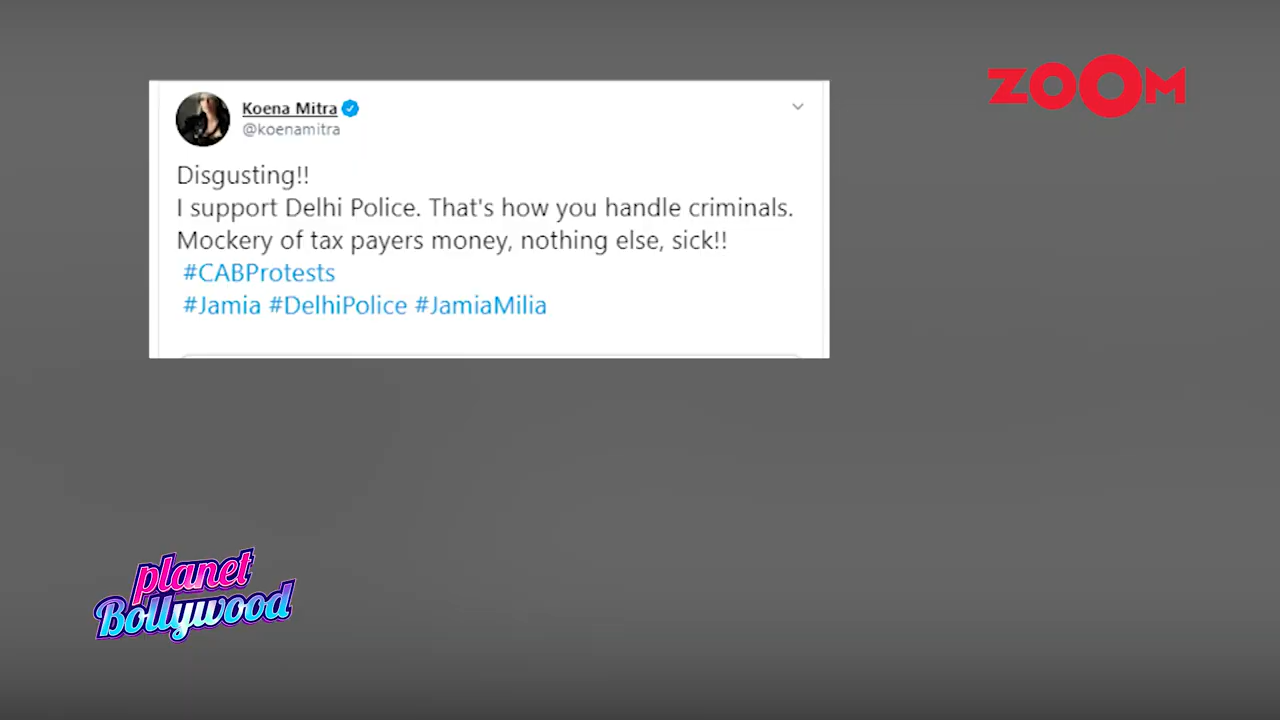 ZOOM
Koena Mitra
@koenamitra
Disgusting!!
I support Delhi Police. That's how you handle criminals.
Mockery of tax payers money, nothing else, sick!!
#CABProtests
#Jamia #DelhiPolice #JamiaMilia
planet
Bollywood